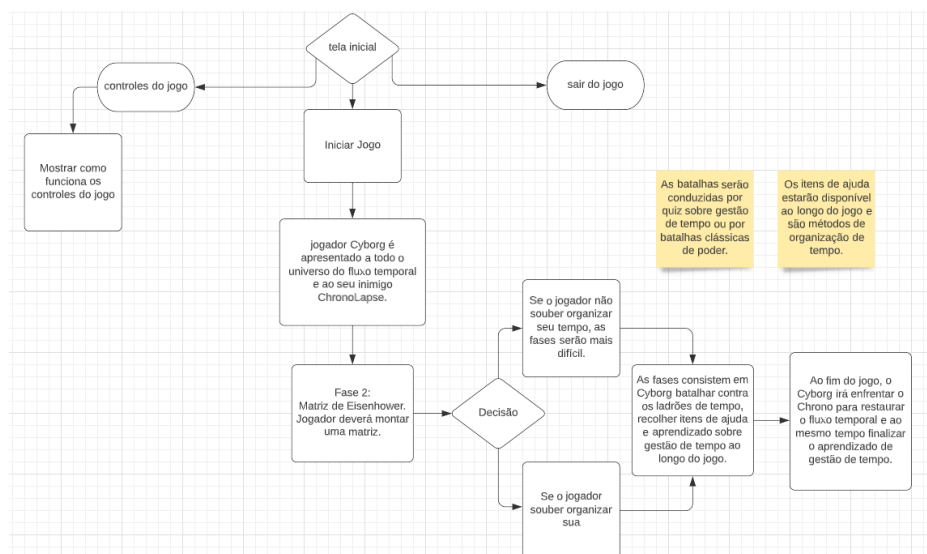 tela inicial
controles do jogo
sair do jogo
Mostrar como
funciona os
controles do jogo
Iniciar Jogo
As batalhas serão
conduzidas por
quiz sobre gestão
de tempo ou por
batalhas clássicas
de poder.
Os itens de ajuda
estarão disponível
ao longo do jogo e
são métodos de
organização de
tempo.
jogador Cyborg é
apresentado a todo o
universo do fluxo temporal
e ao seu inimigo
ChronoLapse.
Fase 2:
Matriz de Eisenhower.
Jogador deverá montar
uma matriz.
Decisão
Se o jogador não
souber organizar
seu tempo, as
fases serão mais
difícil.
Se o jogador
souber organizar
sua
As fases consistem em
Cyborg batalhar contra
os ladrões de tempo,
recolher itens de ajuda
e aprendizado sobre
gestão de tempo ao
longo do jogo.
Ao fim do jogo, o
Cyborg irá enfrentar o
Chrono para restaurar
o fluxo temporal e ao
mesmo tempo finalizar
o aprendizado de
gestão de tempo.